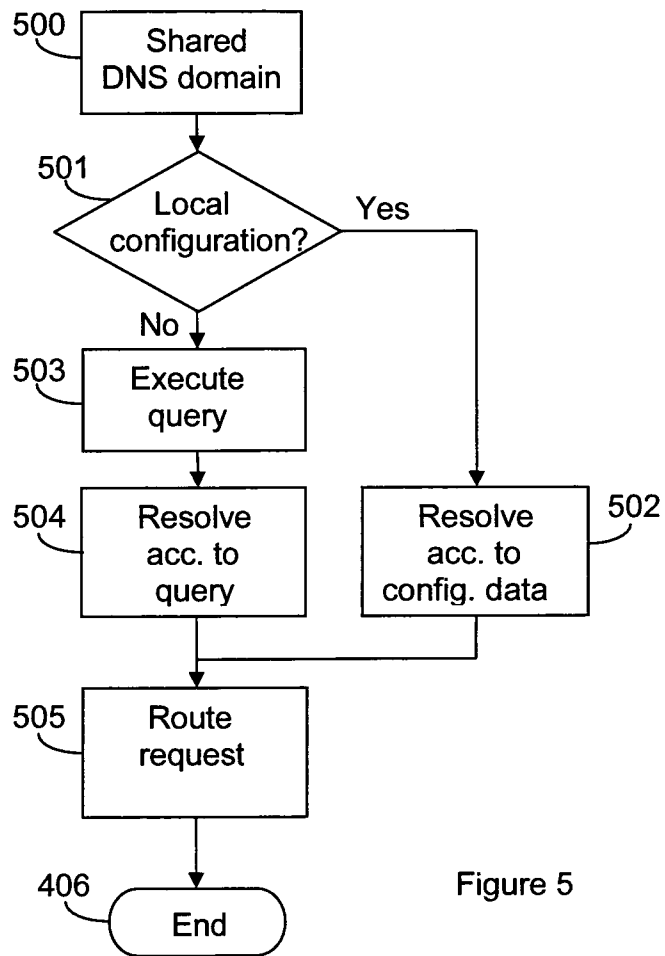 500
Shared
DNS domain
501
Local
configuration?
Yes
No
503
Execute
query
504
Resolve
acc. to
query
502
Resolve
acc. to
config. data
505
Route
request
406
End
Figure 5